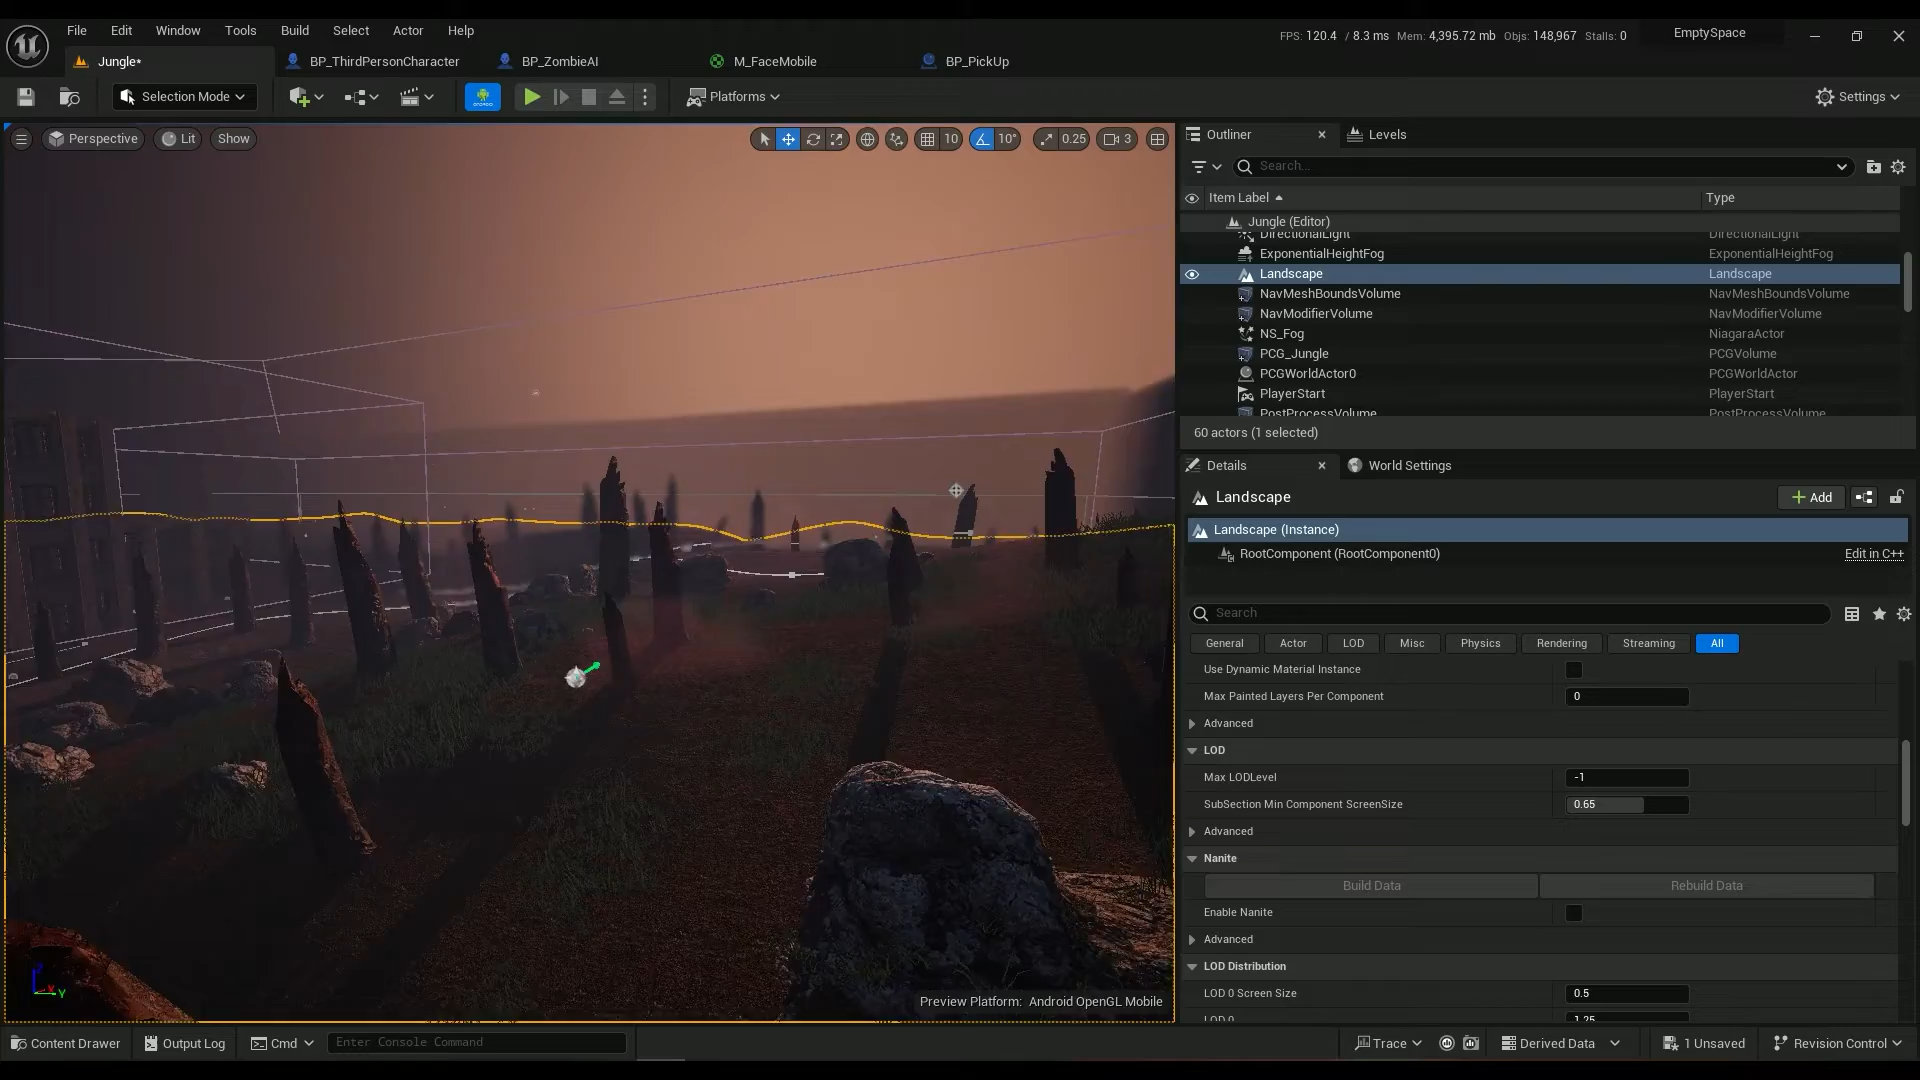 File Edit Window Tools Build Select Actor Help
FPS: 120.4 / 8.3 ms Mem: 4,395.72 mb Objs: 148,967 Stalls: 0
EmptySpace
Jungle* BP_ThirdPersonCharacter BP_ZombieAI M_FaceMobile BP_PickUp
Selection Mode Platforms Settings
Perspective Lit Show 10 10° 0.25 3
Outliner Levels
Search...
Item Label Type
Jungle (Editor)
DirectionalLight DirectionalLight
ExponentialHeightFog ExponentialHeightFog
Landscape Landscape
NavMeshBoundsVolume NavMeshBoundsVolume
NavModifierVolume NavModifierVolume
NS_Fog NiagaraActor
PCG_Jungle PCGVolume
PCGWorldActor0 PCGWorldActor
PlayerStart PlayerStart
PostProcessVolume PostProcessVolume
60 actors (1 selected)
Details World Settings
Landscape Add
Landscape (Instance)
RootComponent (RootComponent0) Edit in C++
Search
General Actor LOD Misc Physics Rendering Streaming All
Use Dynamic Material Instance
Max Painted Layers Per Component 0
Advanced
LOD
Max LODLevel -1
SubSection Min Component ScreenSize 0.65
Advanced
Nanite
Build Data Rebuild Data
Enable Nanite
Advanced
LOD Distribution
LOD 0 Screen Size 0.5
LOD 0 1.25
Z X Y
Preview Platform: Android OpenGL Mobile
Content Drawer Output Log Cmd Enter Console Command Trace Derived Data 1 Unsaved Revision Control